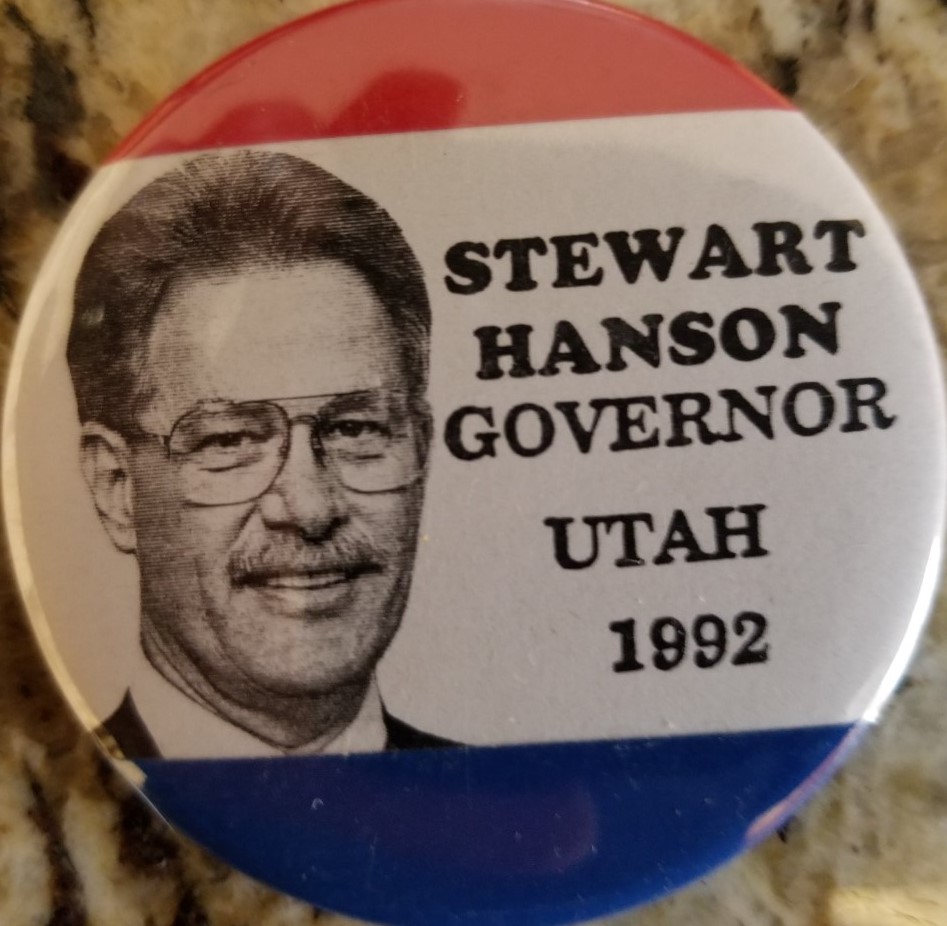 STEWART
HANSON
GOVERNOR
UTAH
1992